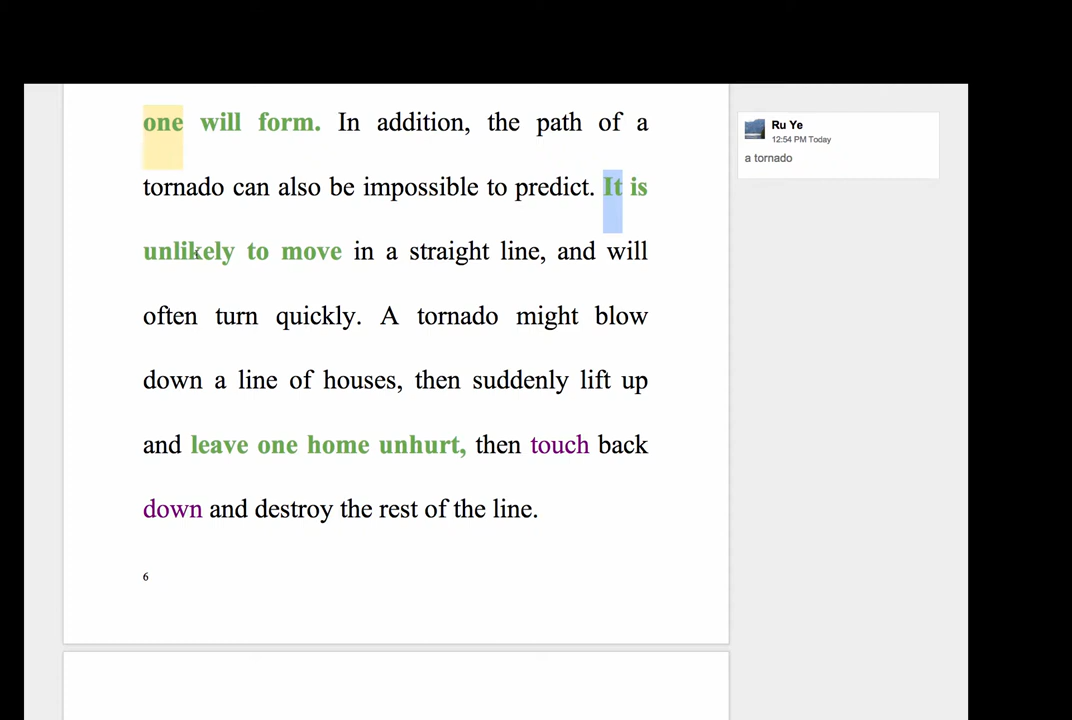 one will form. In addition, the path of a
tornado can also be impossible to predict. It is
unlikely to move in a straight line, and will
often turn quickly. A tornado might blow
down a line of houses, then suddenly lift up
and leave one home unhurt, then touch back
down and destroy the rest of the line.
6
Ru Ye
12:54 PM Today
a tornado